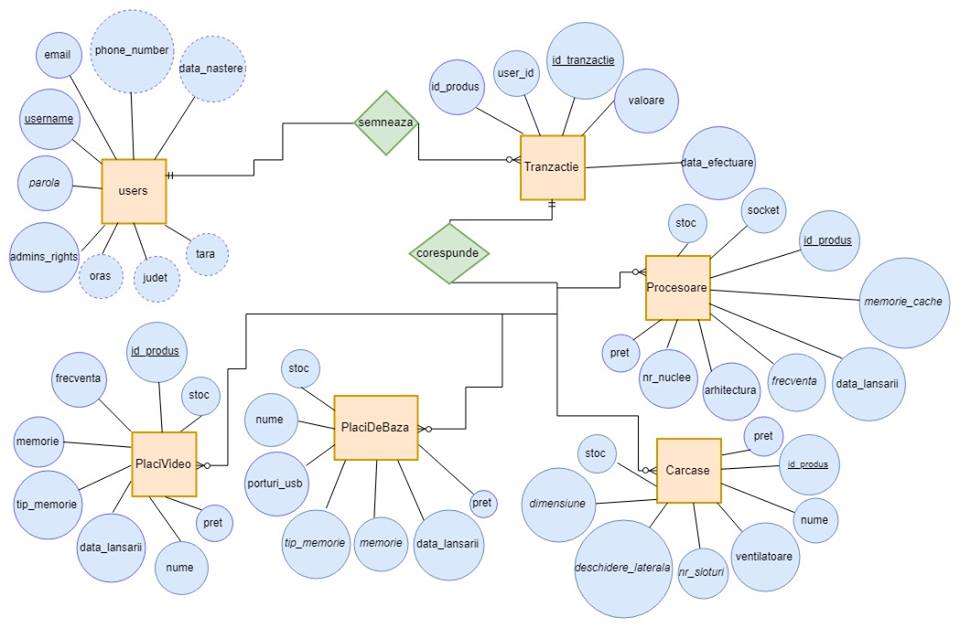 email
phone_number
data_nastere
username
parola
users
admins_rights
oras
judet
tara
semneaza
id_produs
user_id
id_tranzactie
valoare
Tranzactie
data_efectuare
corespunde
stoc
socket
id_produs
Procesoare
memorie_cache
pret
nr_nuclee
arhitectura
frecventa
data_lansarii
id_produs
frecventa
stoc
memorie
PlaciVideo
tip_memorie
data_lansarii
nume
pret
stoc
nume
PlaciDeBaza
porturi_usb
tip_memorie
memorie
data_lansarii
pret
pret
stoc
Carcase
id_produs
dimensiune
nume
deschidere_laterala
nr_sloturi
ventilatoare